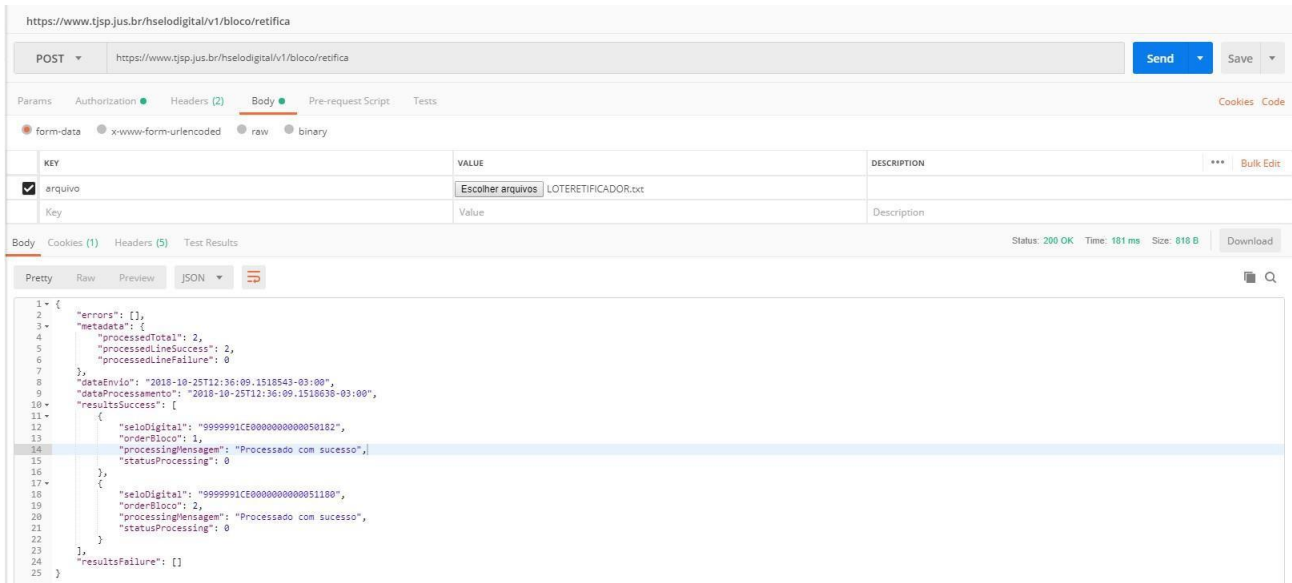 https://www.tjsp.jus.br/hselodigital/v1/bloco/retifica
POST https://www.tjsp.jus.br/hselodigital/v1/bloco/retifica Send Save
Params Authorization Headers (2) Body Pre-request Script Tests Cookies Code
form-data x-www-form-urlencoded raw binary
KEY VALUE DESCRIPTION ••• Bulk Edit
arquivo Escolher arquivos LOTERETIFICADOR.txt
Key Value Description
Body Cookies (1) Headers (5) Test Results Status: 200 OK Time: 181 ms Size: 818 B Download
Pretty Raw Preview JSON
1 {
2 "errors": [],
3 "metadata": {
4 "processedTotal": 2,
5 "processedLineSuccess": 2,
6 "processedLineFailure": 0
7 },
8 "dataEnvio": "2018-10-25T12:36:09.1518543-03:00",
9 "dataProcessamento": "2018-10-25T12:36:09.1518638-03:00",
10 "resultsSuccess": [
11 {
12 "seloDigital": "9999991CE0000000000050182",
13 "orderBloco": 1,
14 "processingMensagem": "Processado com sucesso",
15 "statusProcessing": 0
16 },
17 {
18 "seloDigital": "9999991CE0000000000051180",
19 "orderBloco": 2,
20 "processingMensagem": "Processado com sucesso",
21 "statusProcessing": 0
22 }
23 ],
24 "resultsFailure": []
25 }